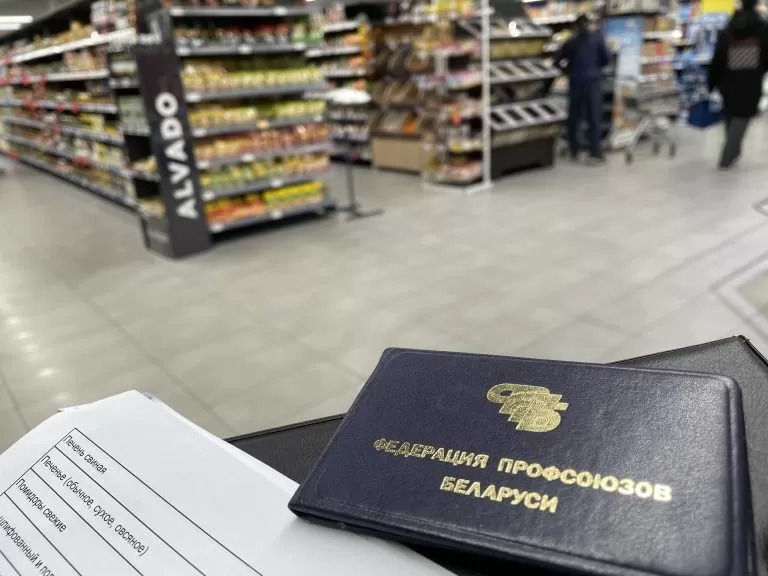 ALVADO
ФЕДЕРАЦИЯ ПРОФСОЮЗОВ
БЕЛАРУСИ
Печень свиная
Печенье (обычное, сухое, овсяное)
Помидоры свежие